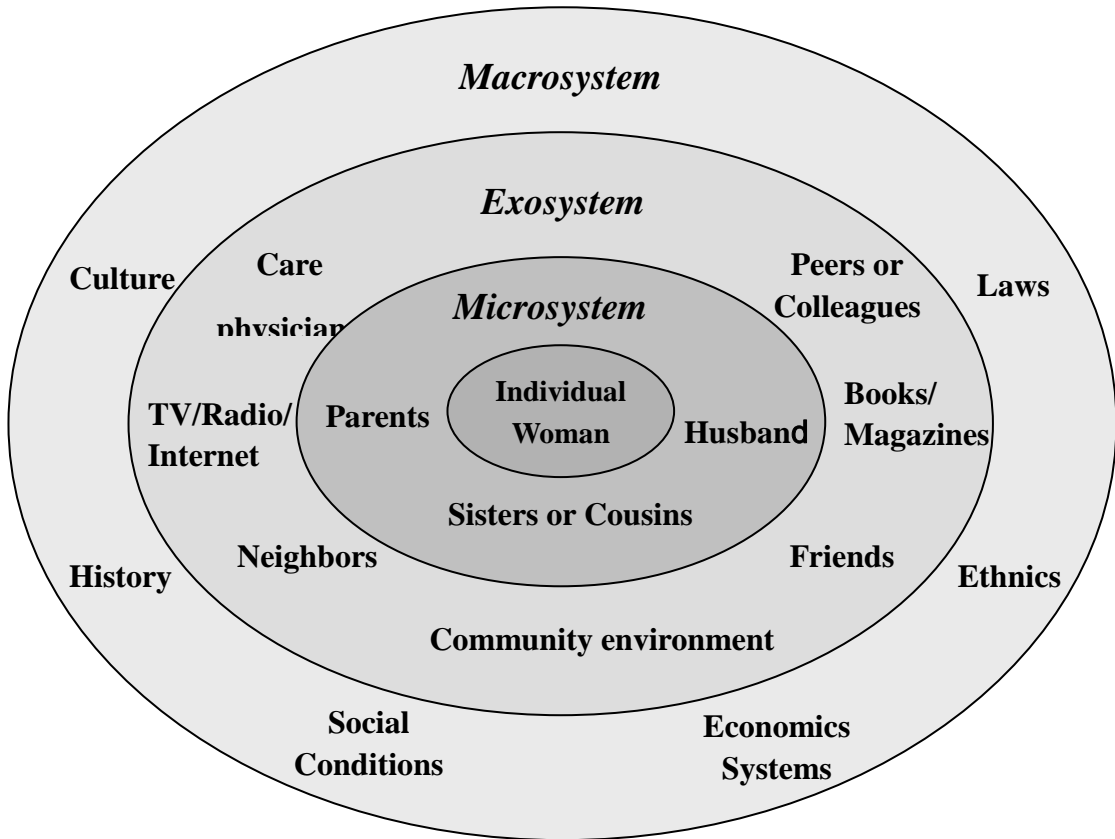 Macrosystem
Exosystem
Care
physician
Peers or
Colleagues
Culture
Laws
Microsystem
Individual
Woman
Parents
Husband
TV/Radio/
Internet
Books/
Magazines
Sisters or Cousins
Neighbors
Friends
History
Ethnics
Community environment
Social
Conditions
Economics
Systems